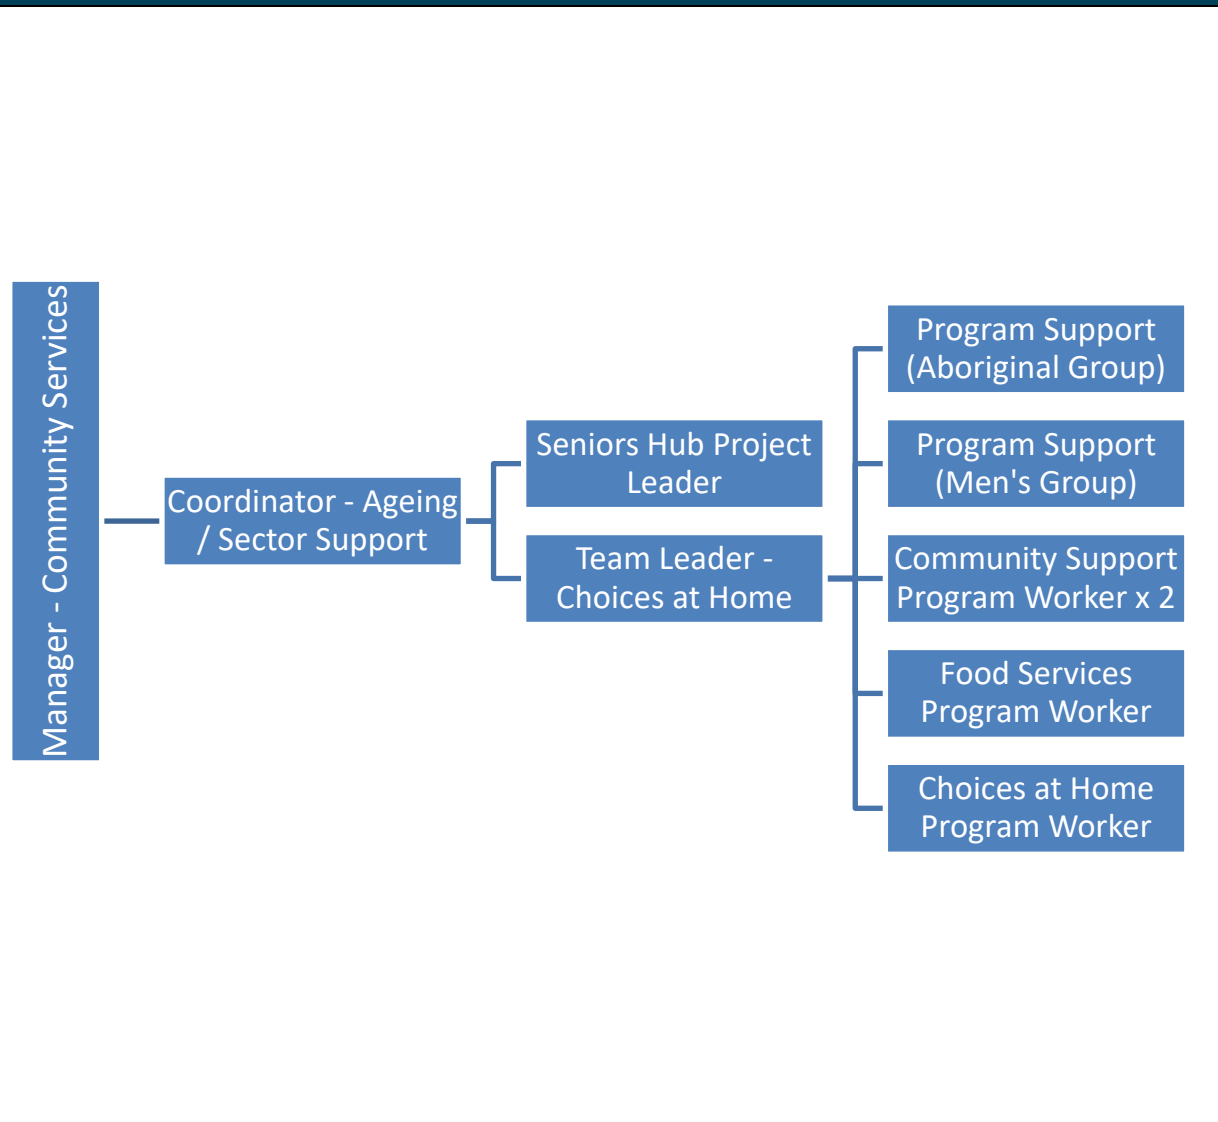 Manager - Community Services
Coordinator - Ageing
/ Sector Support
Seniors Hub Project
Leader
Team Leader -
Choices at Home
Program Support
(Aboriginal Group)
Program Support
(Men's Group)
Community Support
Program Worker x 2
Food Services
Program Worker
Choices at Home
Program Worker